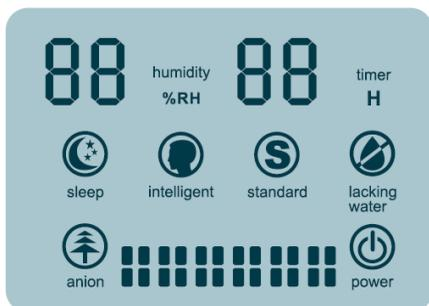 88 humidity 88 timer
%RH H
S
sleep intelligent standard lacking
water
anion power